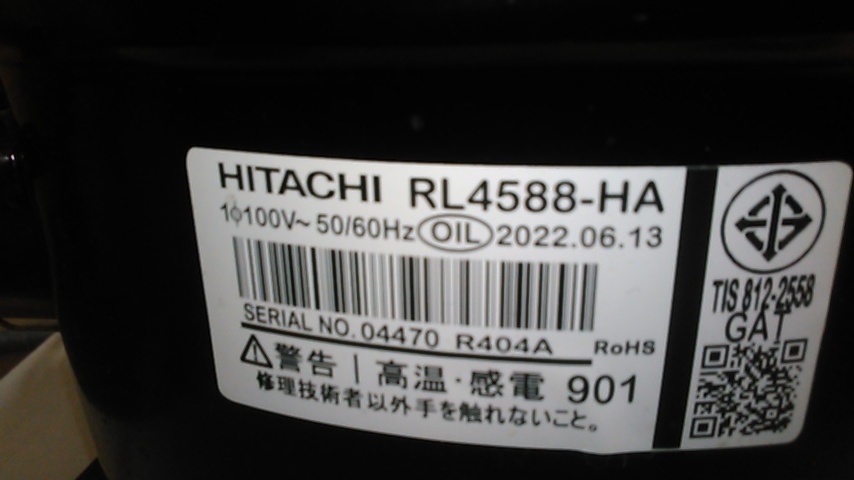 HITACHI RL4588-HA
1φ100V~ 50/60Hz OIL 2022.06.13
SERIAL NO. 04470 R404A RoHS
警告 | 高温・感電 901
修理技術者以外手を触れないこと。
TIS 812-2558
GAT